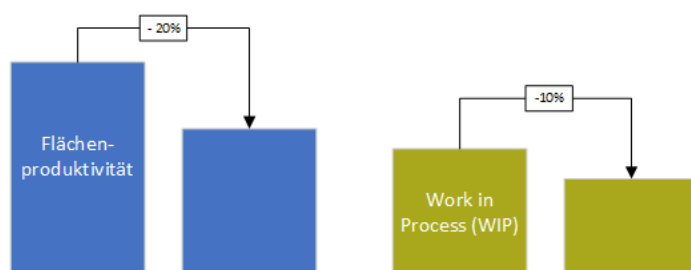 - 20%
Flächen-
produktivität
-10%
Work in
Process (WIP)